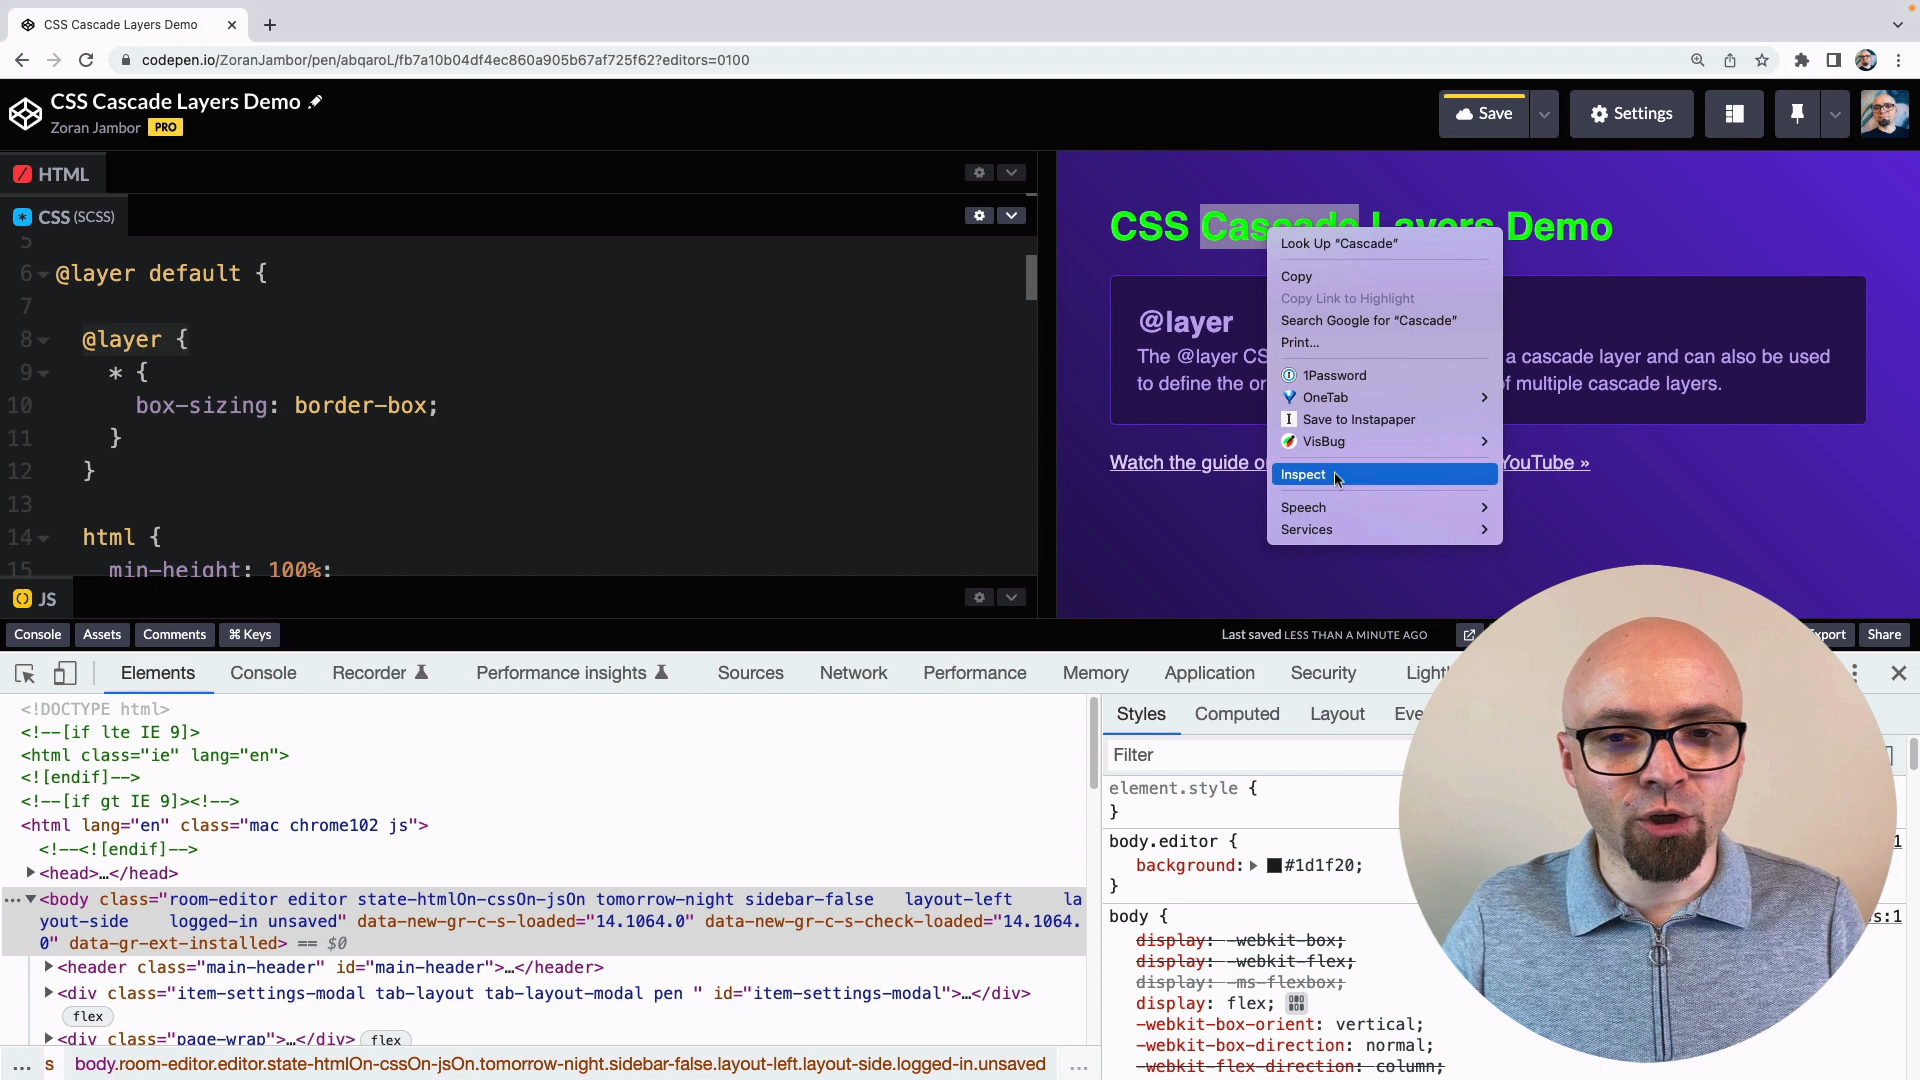 CSS Cascade Layers Demo
codepen.io/ZoranJambor/pen/abqaroL/fb7a10b04df4ec860a905b67af725f62?editors=0100
CSS Cascade Layers Demo
Zoran Jambor PRO
Save
Settings
HTML
CSS (SCSS)
5
6 @layer default {
7
8 @layer {
9 * {
10 box-sizing: border-box;
11 }
12 }
13
14 html {
15 min-height: 100%;
JS
CSS Cascade Layers Demo
@layer
The @layer CS a cascade layer and can also be used
to define the or f multiple cascade layers.
Watch the guide o YouTube »
Look Up “Cascade”
Copy
Copy Link to Highlight
Search Google for “Cascade”
Print...
1Password
OneTab
Save to Instapaper
VisBug
Inspect
Speech
Services
Console Assets Comments ⌘ Keys
Last saved LESS THAN A MINUTE AGO
xport Share
Elements Console Recorder Performance insights Sources Network Performance Memory Application Security Light
<!DOCTYPE html>
<!--[if lte IE 9]>
<html class="ie" lang="en">
<![endif]-->
<!--[if gt IE 9]><!-->
<html lang="en" class="mac chrome102 js">
<!--<![endif]-->
<head>…</head>
<body class="room-editor editor state-htmlOn-cssOn-jsOn tomorrow-night sidebar-false layout-left la
yout-side logged-in unsaved" data-new-gr-c-s-loaded="14.1064.0" data-new-gr-c-s-check-loaded="14.1064.
0" data-gr-ext-installed> == $0
<header class="main-header" id="main-header">…</header>
<div class="item-settings-modal tab-layout tab-layout-modal pen " id="item-settings-modal">…</div>
flex
<div class="page-wrap">…</div> flex
... s body.room-editor.editor.state-htmlOn-cssOn-jsOn.tomorrow-night.sidebar-false.layout-left.layout-side.logged-in.unsaved ...
Styles Computed Layout Eve
Filter
element.style {
}
body.editor { 1
background: #1d1f20;
}
body { s:1
display: -webkit-box;
display: -webkit-flex;
display: -ms-flexbox;
display: flex;
-webkit-box-orient: vertical;
-webkit-box-direction: normal;
-webkit-flex-direction: column;